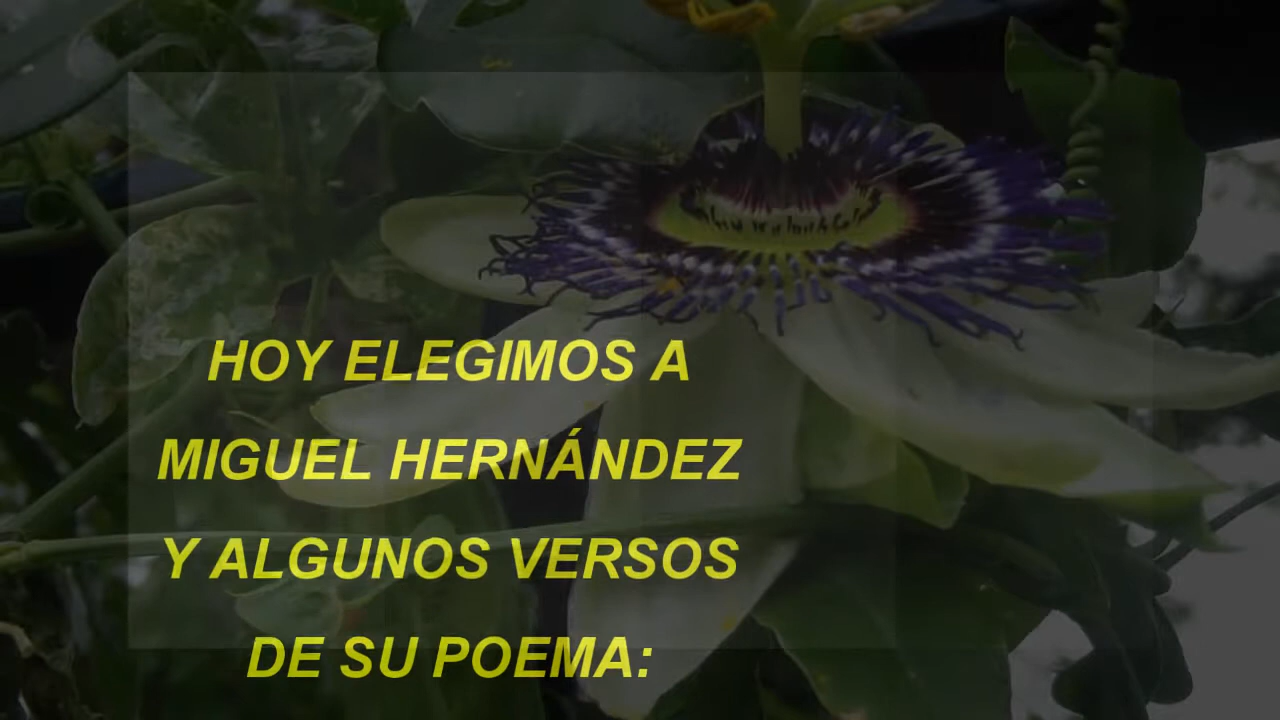 HOY ELEGIMOS A
MIGUEL HERNÁNDEZ
Y ALGUNOS VERSOS
DE SU POEMA: